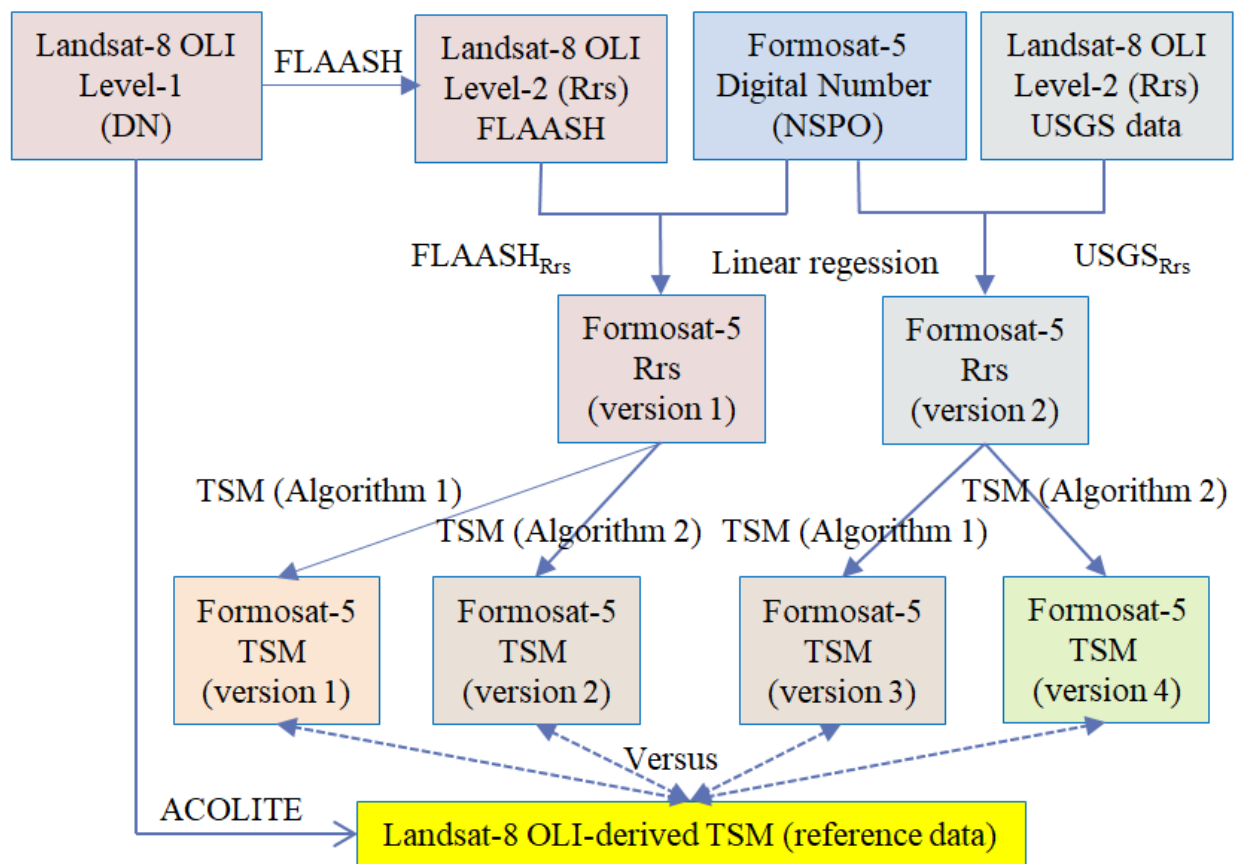 Landsat-8 OLI
Level-1
(DN)
FLAASH
Landsat-8 OLI
Level-2 (Rrs)
FLAASH
Formosat-5
Digital Number
(NSPO)
Landsat-8 OLI
Level-2 (Rrs)
USGS data
FLAASHRrs
Linear regression
USGSRrs
Formosat-5
Rrs
(version 1)
Formosat-5
Rrs
(version 2)
TSM (Algorithm 1)
TSM (Algorithm 2)
TSM (Algorithm 1)
TSM (Algorithm 2)
Formosat-5
TSM
(version 1)
Formosat-5
TSM
(version 2)
Formosat-5
TSM
(version 3)
Formosat-5
TSM
(version 4)
Versus
ACOLITE
Landsat-8 OLI-derived TSM (reference data)